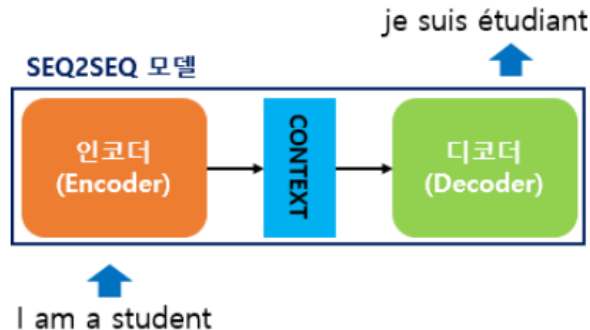 je suis étudiant
SEQ2SEQ 모델
인코더
(Encoder)
CONTEXT
디코더
(Decoder)
I am a student